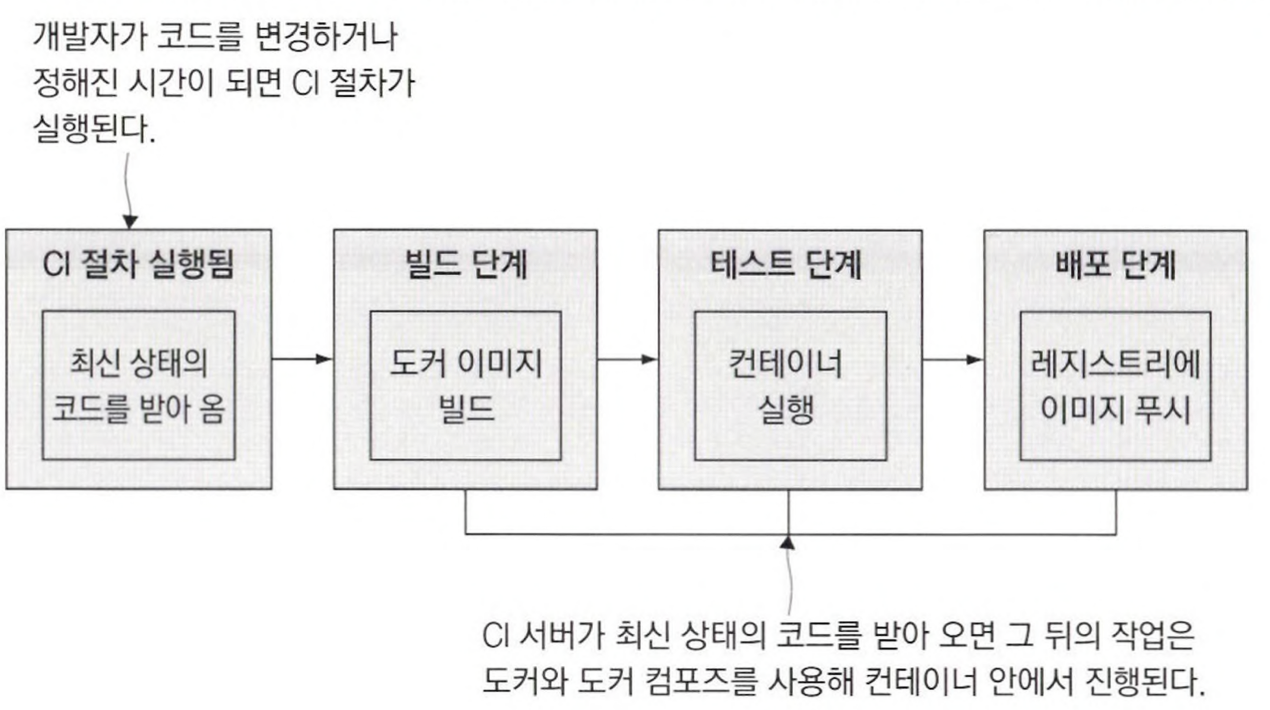 개발자가 코드를 변경하거나
정해진 시간이 되면 CI 절차가
실행된다.
CI 절차 실행됨
최신 상태의
코드를 받아 옴
빌드 단계
도커 이미지
빌드
테스트 단계
컨테이너
실행
배포 단계
레지스트리에
이미지 푸시
CI 서버가 최신 상태의 코드를 받아 오면 그 뒤의 작업은
도커와 도커 컴포즈를 사용해 컨테이너 안에서 진행된다.